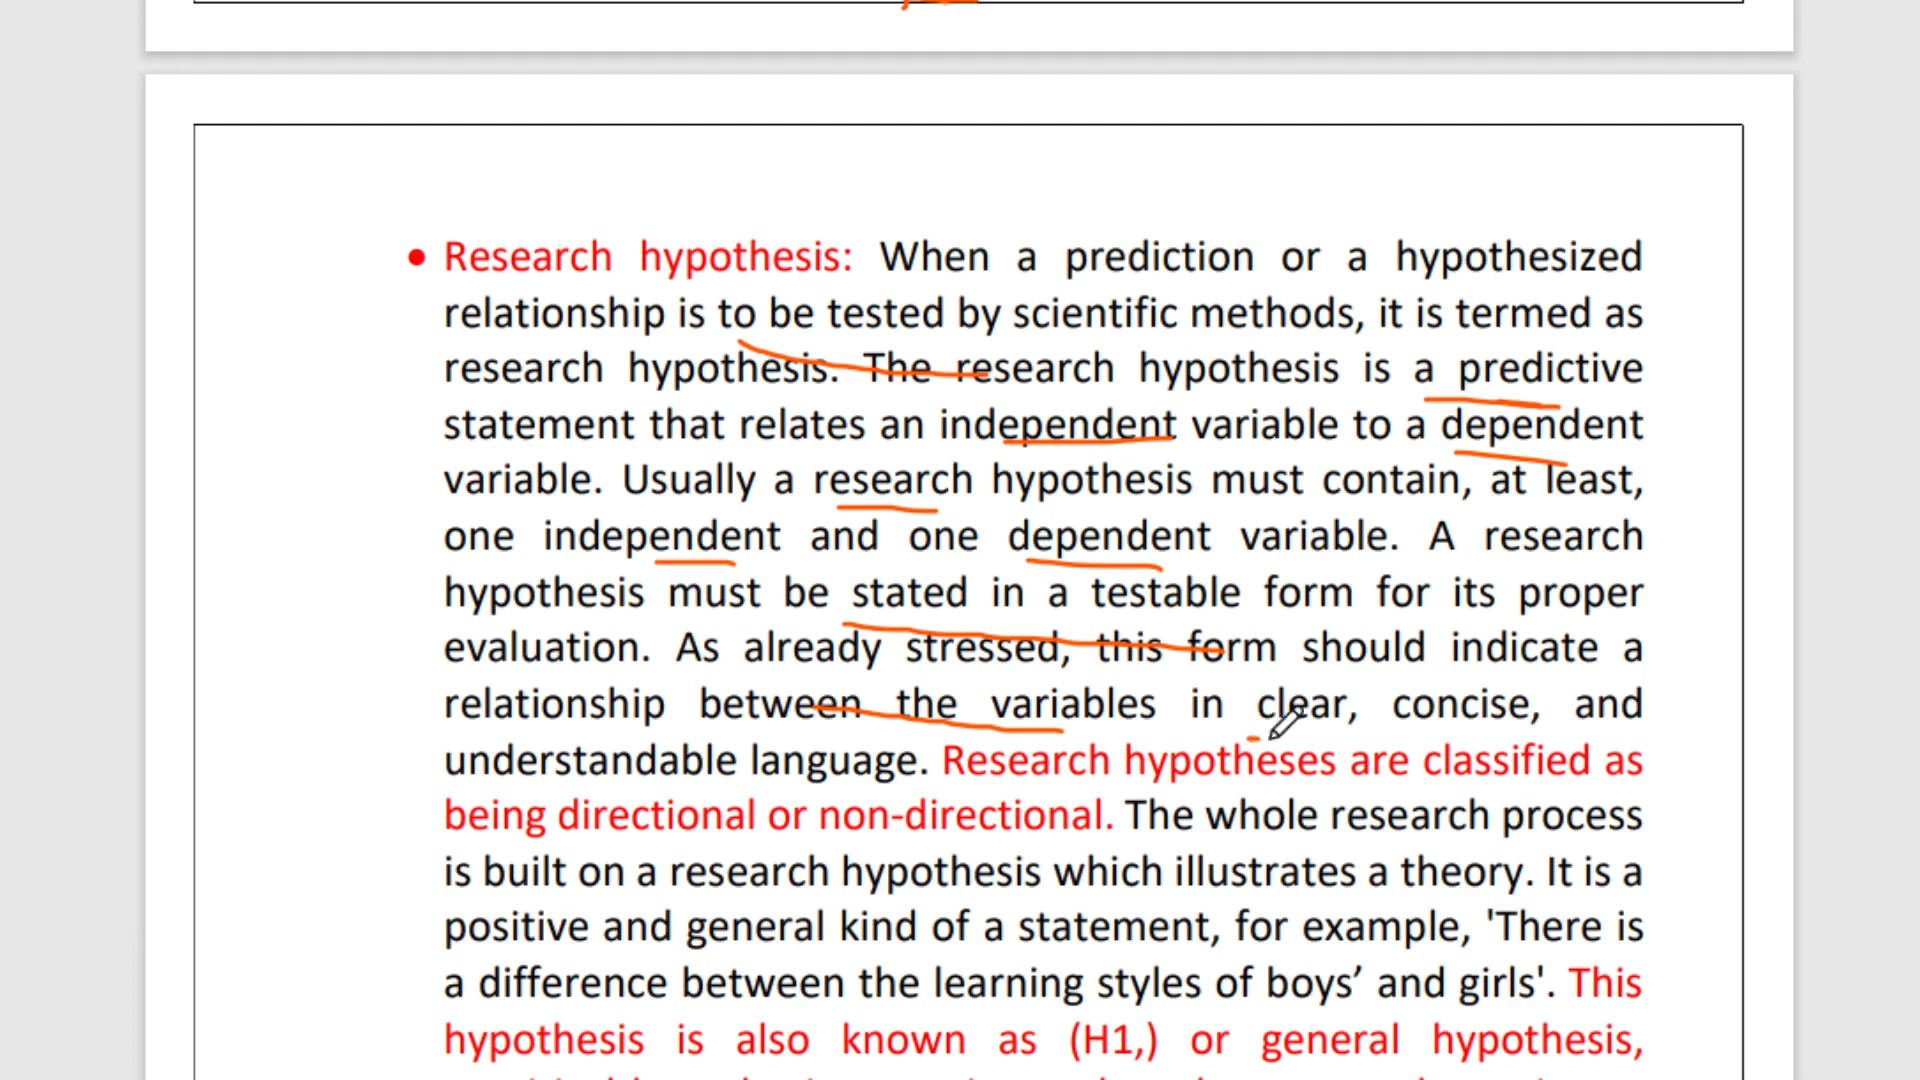 • Research hypothesis: When a prediction or a hypothesized
relationship is to be tested by scientific methods, it is termed as
research hypothesis. The research hypothesis is a predictive
statement that relates an independent variable to a dependent
variable. Usually a research hypothesis must contain, at least,
one independent and one dependent variable. A research
hypothesis must be stated in a testable form for its proper
evaluation. As already stressed, this form should indicate a
relationship between the variables in clear, concise, and
understandable language. Research hypotheses are classified as
being directional or non-directional. The whole research process
is built on a research hypothesis which illustrates a theory. It is a
positive and general kind of a statement, for example, 'There is
a difference between the learning styles of boys’ and girls'. This
hypothesis is also known as (H1,) or general hypothesis,